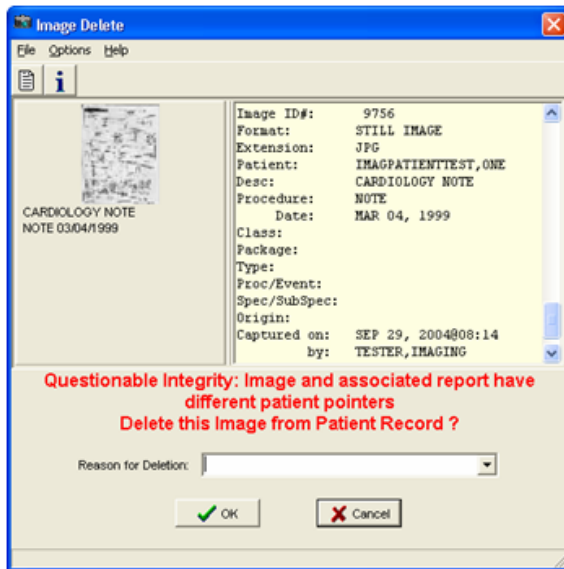 Image Delete
File Options Help
CARDIOLOGY NOTE
NOTE 03/04/1999
Image ID#: 9756
Format: STILL IMAGE
Extension: JPG
Patient: IMAGPATIENTTEST,ONE
Desc: CARDIOLOGY NOTE
Procedure: NOTE
Date: MAR 04, 1999
Class:
Package:
Type:
Proc/Event:
Spec/SubSpec:
Origin:
Captured on: SEP 29, 2004@08:14
by: TESTER,IMAGING
Questionable Integrity: Image and associated report have
different patient pointers
Delete this Image from Patient Record ?
Reason for Deletion:
OK Cancel